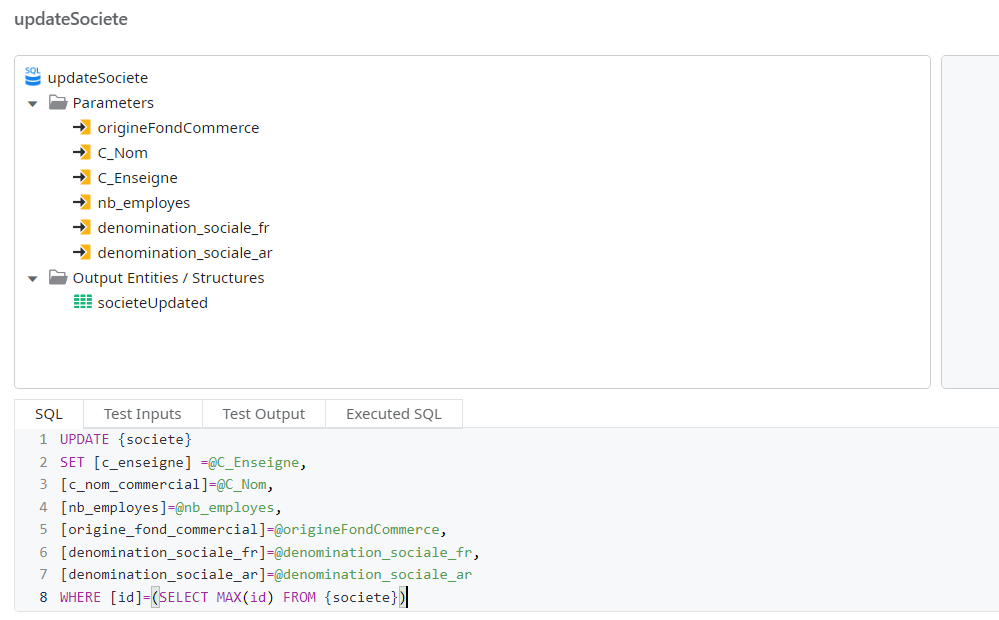 updateSociete
SQL
updateSociete
Parameters
origineFondCommerce
C_Nom
C_Enseigne
nb_employes
denomination_sociale_fr
denomination_sociale_ar
Output Entities / Structures
societeUpdated
SQL Test Inputs Test Output Executed SQL
1 UPDATE {societe}
2 SET [c_enseigne] =@C_Enseigne,
3 [c_nom_commercial]=@C_Nom,
4 [nb_employes]=@nb_employes,
5 [origine_fond_commercial]=@origineFondCommerce,
6 [denomination_sociale_fr]=@denomination_sociale_fr,
7 [denomination_sociale_ar]=@denomination_sociale_ar
8 WHERE [id]=(SELECT MAX(id) FROM {societe})